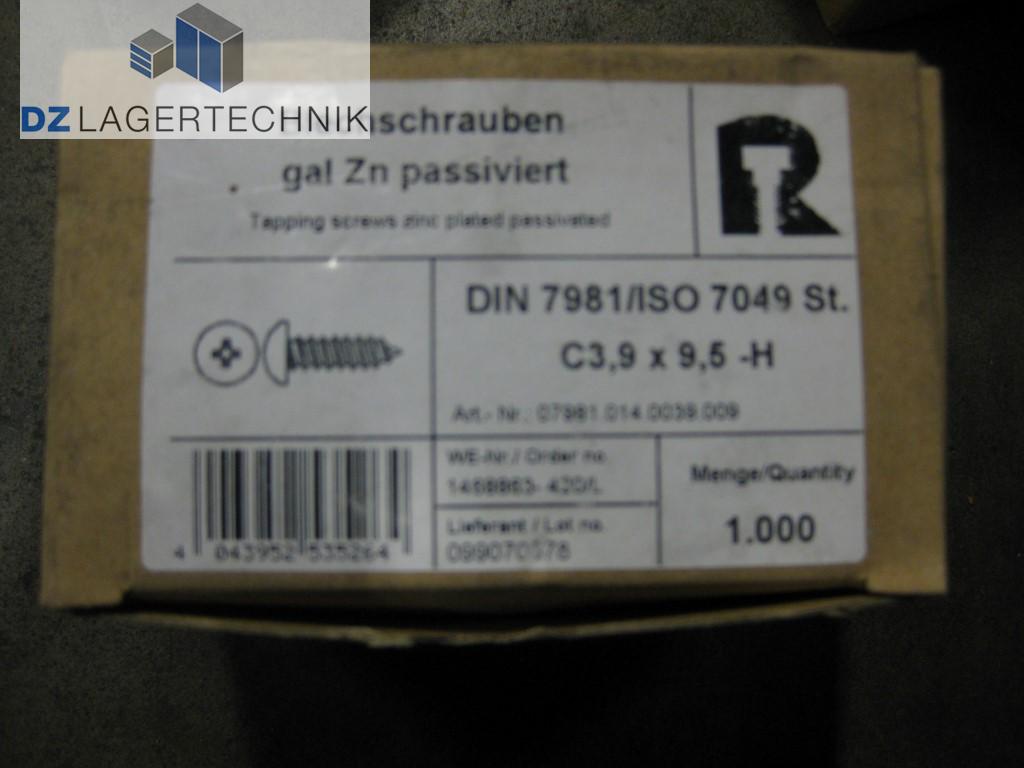 DZ LAGERTECHNIK
schrauben
gal Zn passiviert
Tapping screws zinc plated passivated
R
DIN 7981/ISO 7049 St.
C3,9 x 9,5 -H
Art.- Nr.: 07981.014.0039.009
WE-Nr./ Order no.
1468863- 420/L
Menge/Quantity
1.000
Lieferant / Lot no.
099070578
4 043952 535264